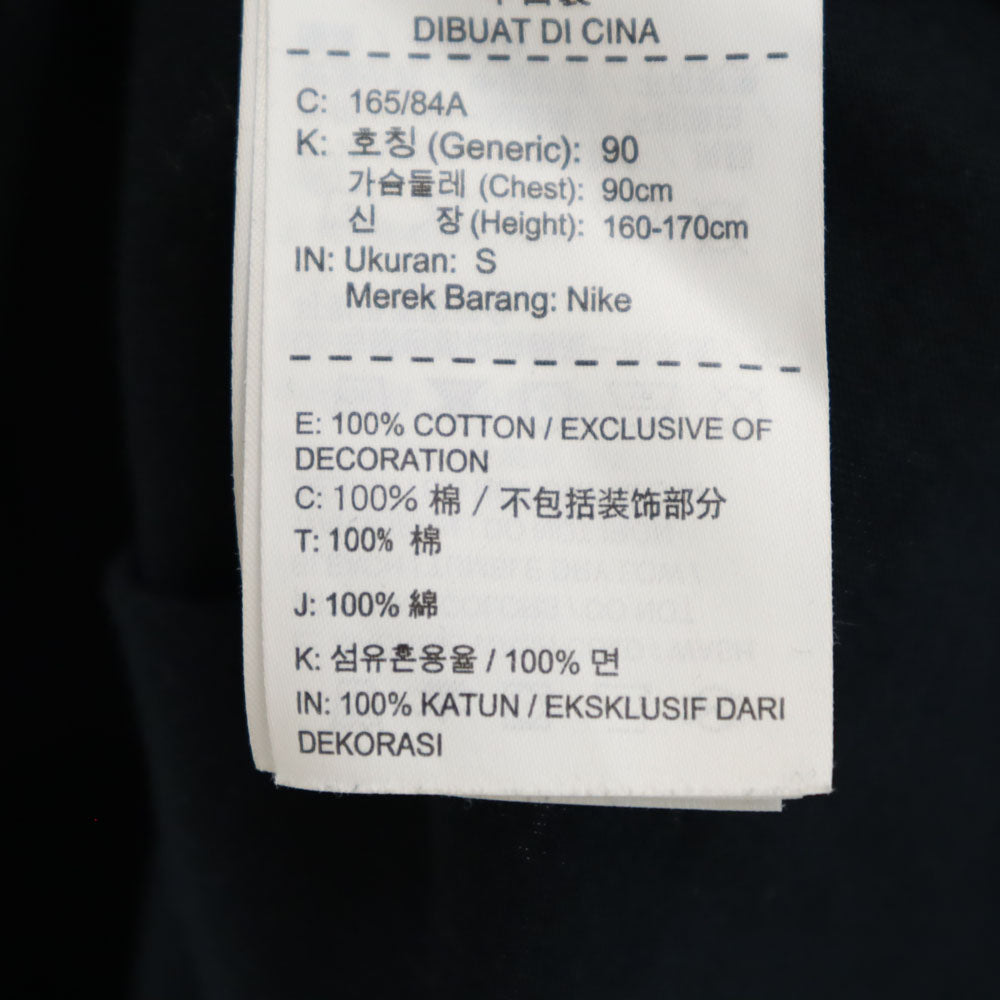 DIBUAT DI CINA
C: 165/84A
K: 호칭 (Generic): 90
가슴둘레 (Chest): 90cm
신 장 (Height): 160-170cm
IN: Ukuran: S
Merek Barang: Nike
E: 100% COTTON / EXCLUSIVE OF
DECORATION
C: 100% 棉 / 不包括装饰部分
T: 100% 棉
J: 100% 綿
K: 섬유혼용율 / 100% 면
IN: 100% KATUN / EKSKLUSIF DARI
DEKORASI